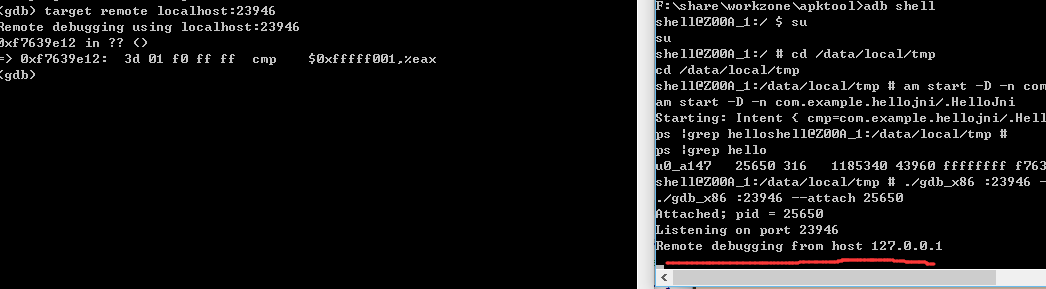 (gdb) target remote localhost:23946
Remote debugging using localhost:23946
0xf7639e12 in ?? ()
=> 0xf7639e12: 3d 01 f0 ff ff cmp $0xfffff001,%eax
(gdb)
F:\share\workzone\apktool>adb shell
shell@Z00A_1:/ $ su
su
shell@Z00A_1:/ # cd /data/local/tmp
cd /data/local/tmp
shell@Z00A_1:/data/local/tmp # am start -D -n com
am start -D -n com.example.hellojni/.HelloJni
Starting: Intent { cmp=com.example.hellojni/.Hell
ps |grep helloshell@Z00A_1:/data/local/tmp #
ps |grep hello
u0_a147 25650 316 1185340 43960 ffffffff f763
shell@Z00A_1:/data/local/tmp # ./gdb_x86 :23946 -
./gdb_x86 :23946 --attach 25650
Attached; pid = 25650
Listening on port 23946
Remote debugging from host 127.0.0.1